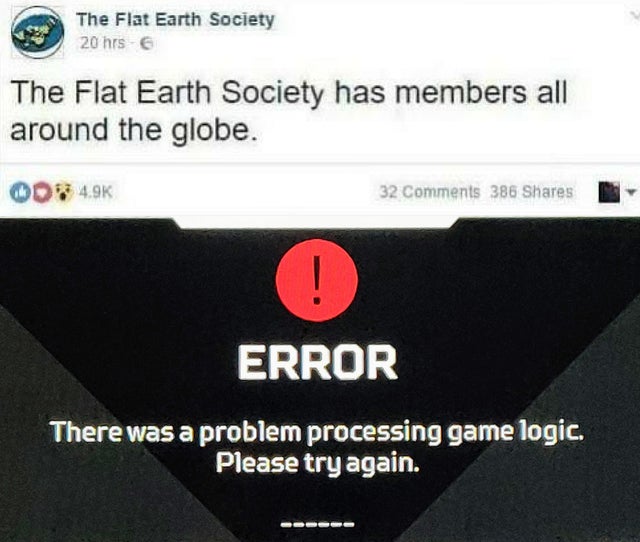 The Flat Earth Society
20 hrs
The Flat Earth Society has members all
around the globe.
4.9K 32 Comments 386 Shares
!
ERROR
There was a problem processing game logic.
Please try again.